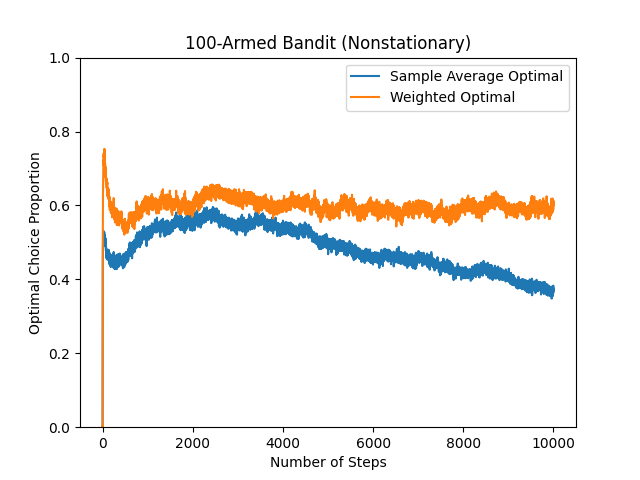 100-Armed Bandit (Nonstationary)
Sample Average Optimal
Weighted Optimal
Optimal Choice Proportion
1.0
0.8
0.6
0.4
0.2
0.0
0 2000 4000 6000 8000 10000
Number of Steps